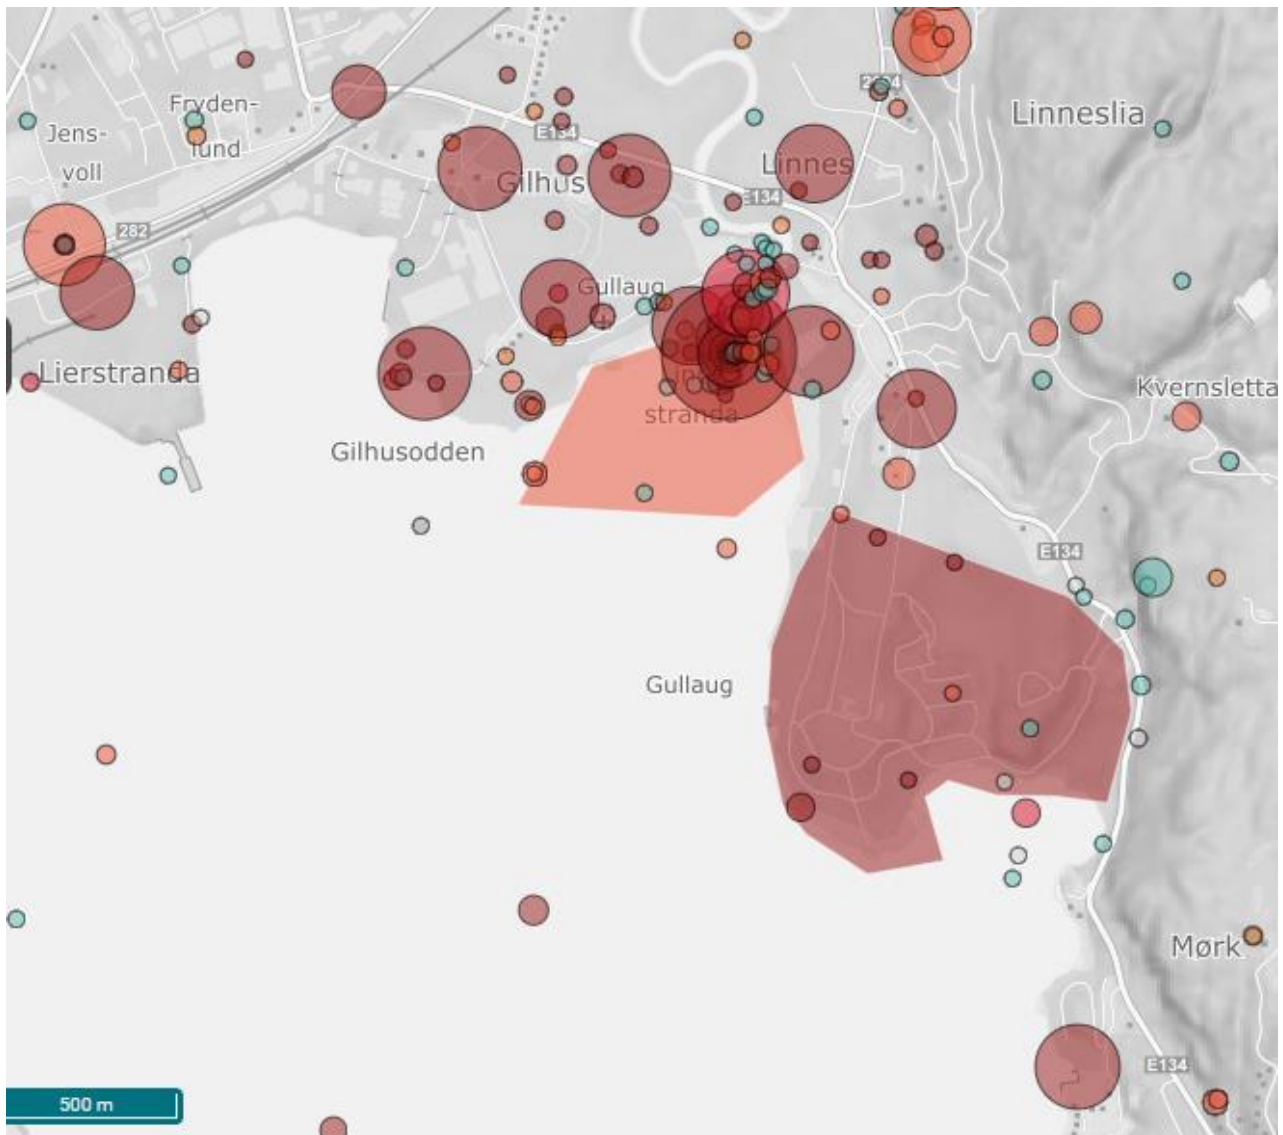 Fryden-
lund
Jens-
voll
E134
Linneslia
Linnes
Gilhus
E134
282
Gullaug
Lierstranda
Kvernsletta
stranda
Gilhusodden
E134
Gullaug
Mørk
E134
500 m